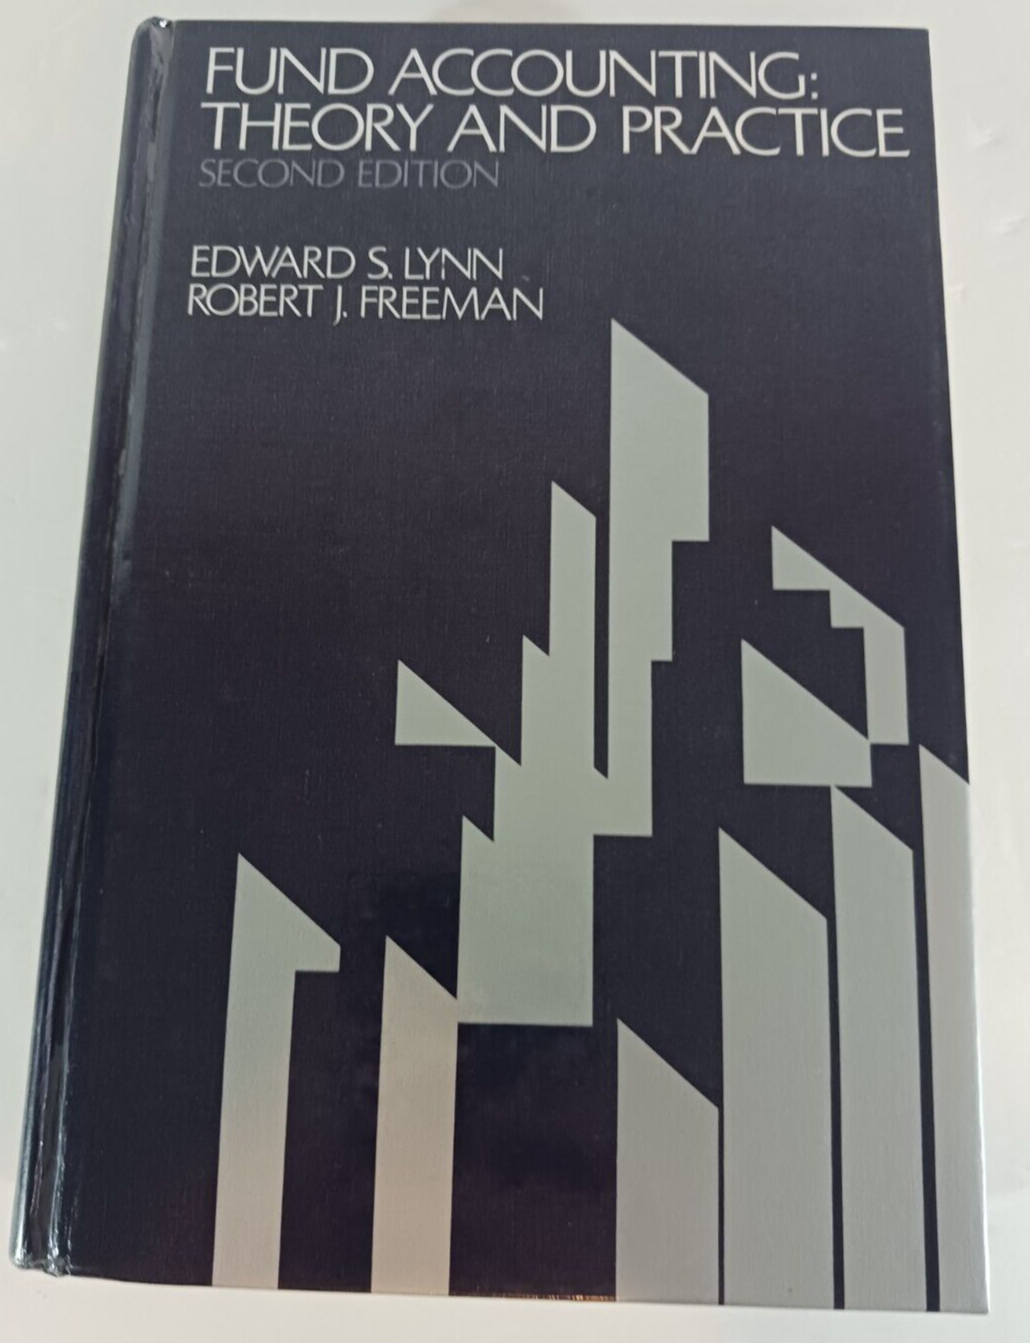 FUND ACCOUNTING:
THEORY AND PRACTICE
SECOND EDITION
EDWARD S. LYNN
ROBERT J. FREEMAN